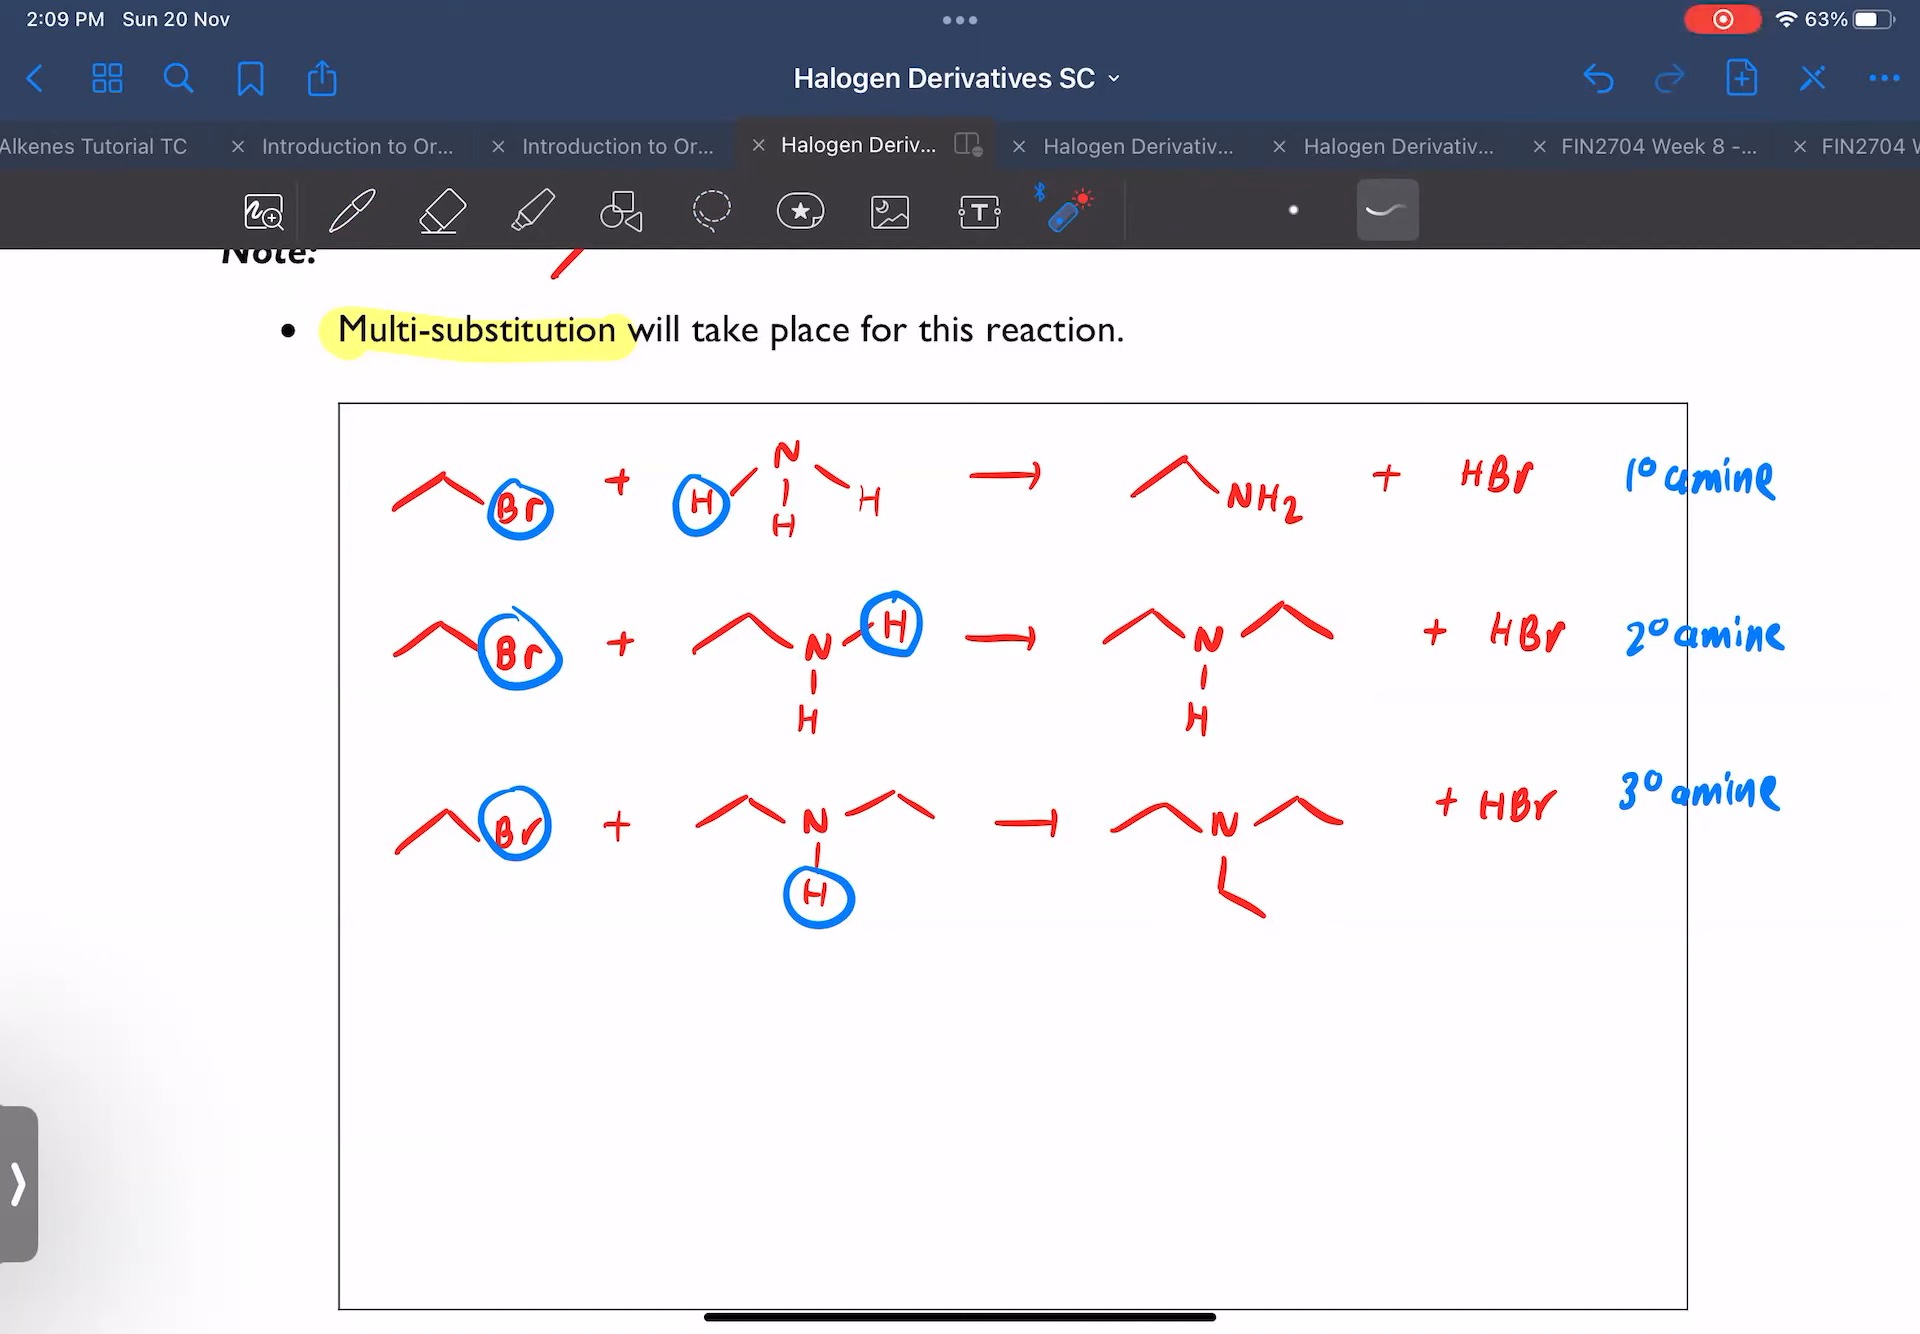 2:09 PM Sun 20 Nov 63%
Halogen Derivatives SC
Alkenes Tutorial TC × Introduction to Or... × Introduction to Or... × Halogen Deriv... × Halogen Derivativ... × Halogen Derivativ... × FIN2704 Week 8 -... × FIN2704 W
T
Note:
• Multi-substitution will take place for this reaction.
Br + H N H H → NH2 + HBr 1° amine
Br + N H H → N H + HBr 2° amine
Br + N H → N + HBr 3° amine